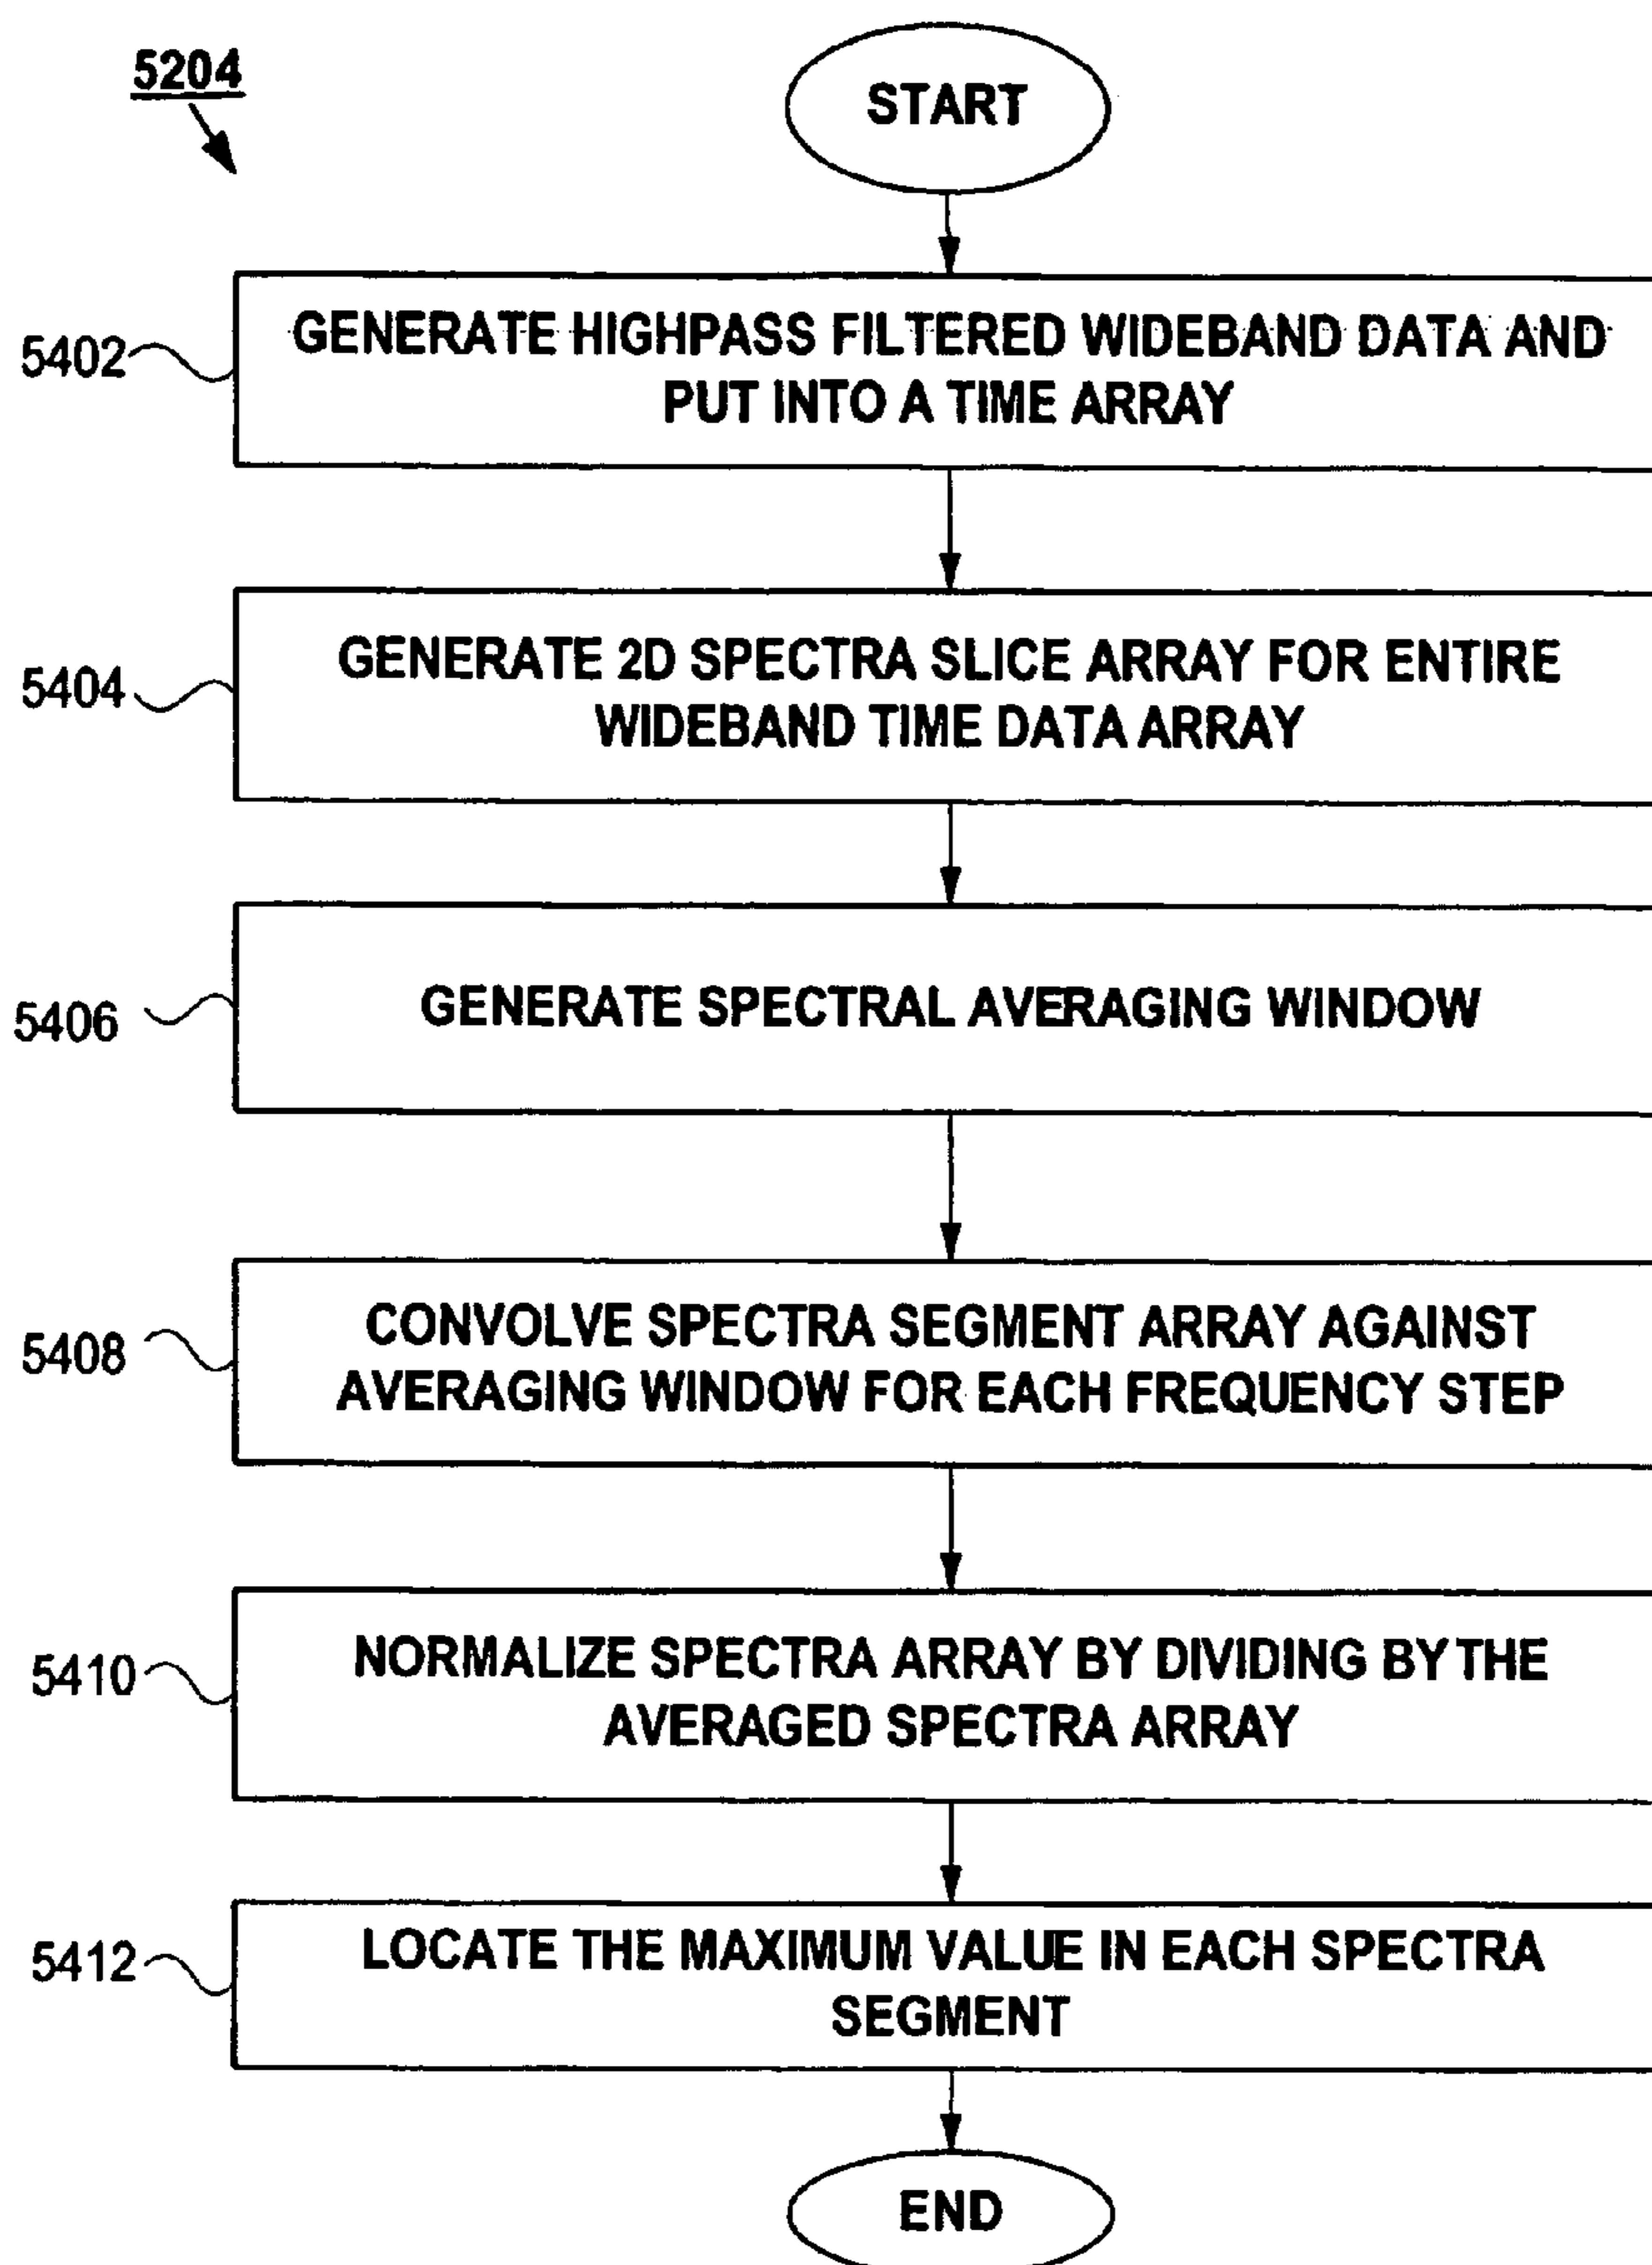 5204
START
5402
GENERATE HIGHPASS FILTERED WIDEBAND DATA AND
PUT INTO A TIME ARRAY
5404
GENERATE 2D SPECTRA SLICE ARRAY FOR ENTIRE
WIDEBAND TIME DATA ARRAY
5406
GENERATE SPECTRAL AVERAGING WINDOW
5408
CONVOLVE SPECTRA SEGMENT ARRAY AGAINST
AVERAGING WINDOW FOR EACH FREQUENCY STEP
5410
NORMALIZE SPECTRA ARRAY BY DIVIDING BY THE
AVERAGED SPECTRA ARRAY
5412
LOCATE THE MAXIMUM VALUE IN EACH SPECTRA
SEGMENT
END